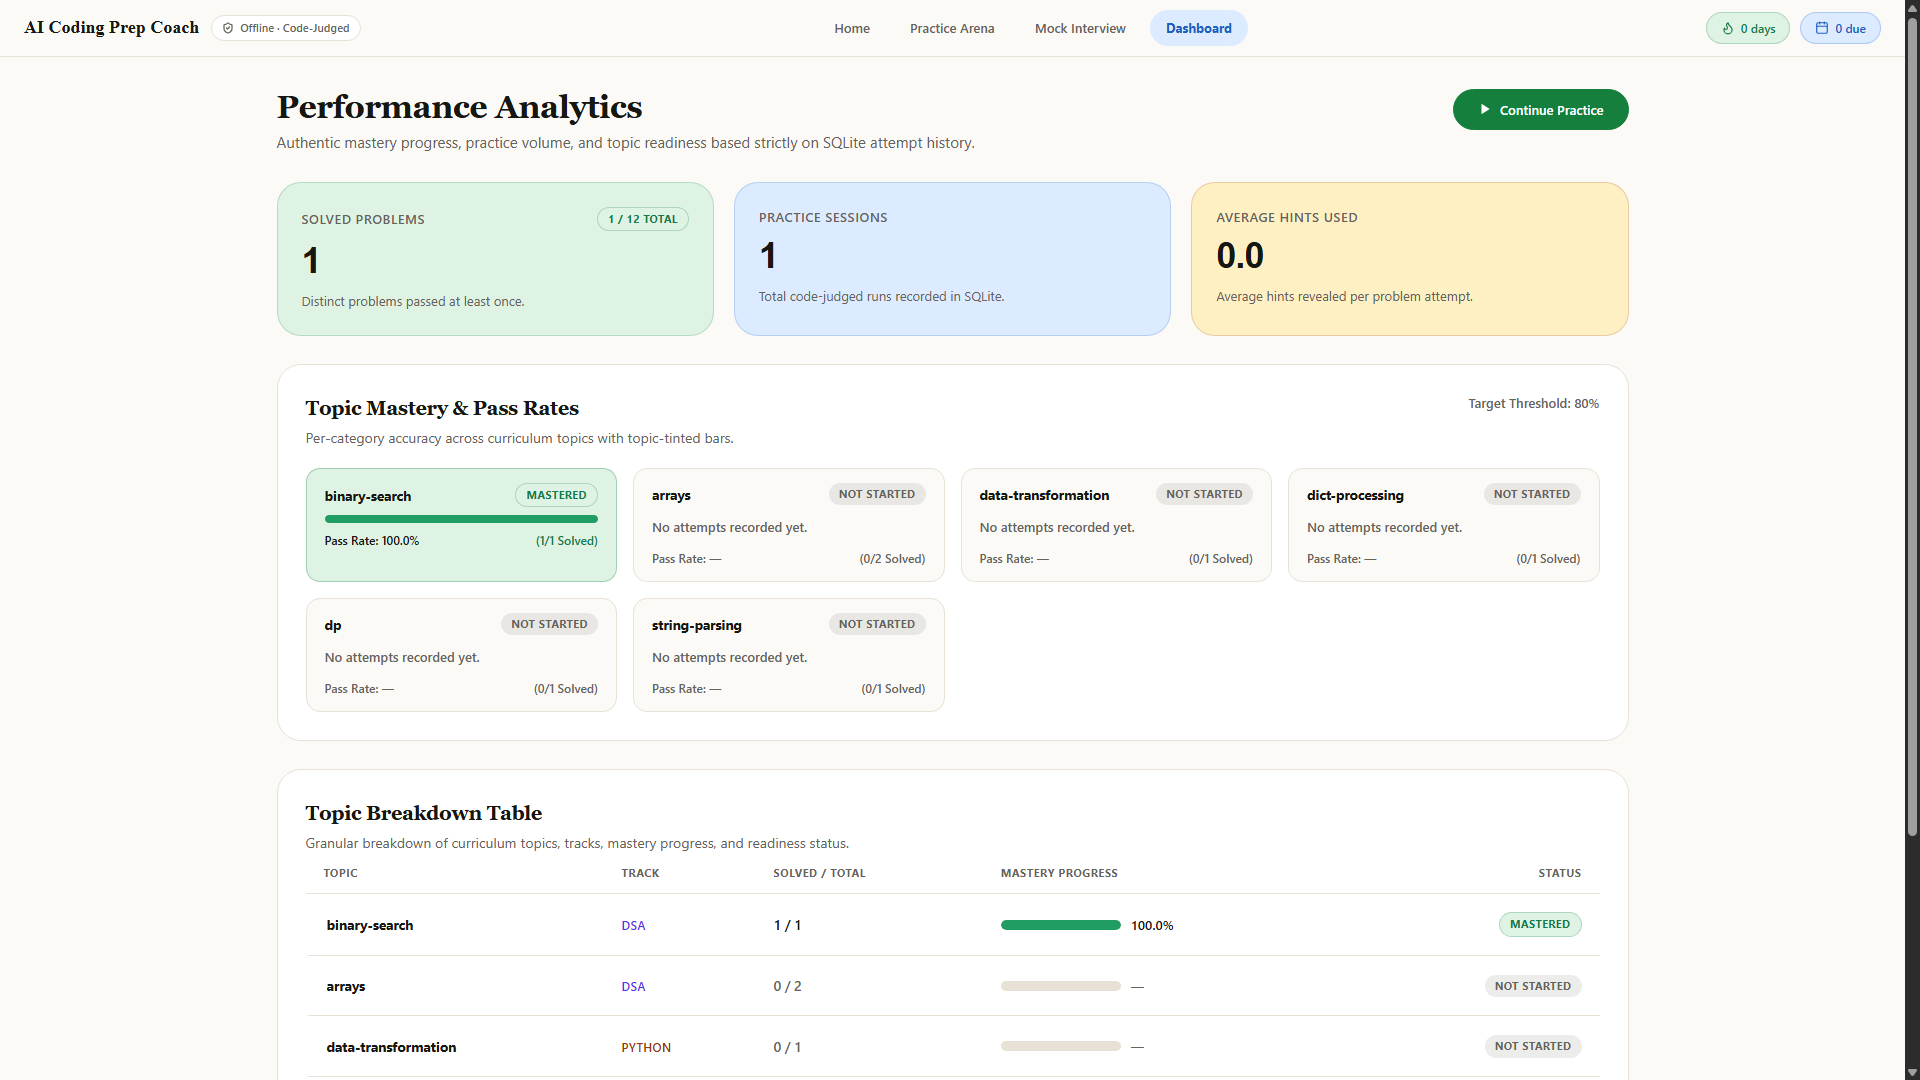 AI Coding Prep Coach
Offline · Code-Judged
Home
Practice Arena
Mock Interview
Dashboard
0 days
0 due
Performance Analytics
Continue Practice
Authentic mastery progress, practice volume, and topic readiness based strictly on SQLite attempt history.
SOLVED PROBLEMS
1 / 12 TOTAL
1
Distinct problems passed at least once.
PRACTICE SESSIONS
1
Total code-judged runs recorded in SQLite.
AVERAGE HINTS USED
0.0
Average hints revealed per problem attempt.
Topic Mastery & Pass Rates
Target Threshold: 80%
Per-category accuracy across curriculum topics with topic-tinted bars.
binary-search
MASTERED
Pass Rate: 100.0%
(1/1 Solved)
arrays
NOT STARTED
No attempts recorded yet.
Pass Rate: —
(0/2 Solved)
data-transformation
NOT STARTED
No attempts recorded yet.
Pass Rate: —
(0/1 Solved)
dict-processing
NOT STARTED
No attempts recorded yet.
Pass Rate: —
(0/1 Solved)
dp
NOT STARTED
No attempts recorded yet.
Pass Rate: —
(0/1 Solved)
string-parsing
NOT STARTED
No attempts recorded yet.
Pass Rate: —
(0/1 Solved)
Topic Breakdown Table
Granular breakdown of curriculum topics, tracks, mastery progress, and readiness status.
TOPIC TRACK SOLVED / TOTAL MASTERY PROGRESS STATUS
binary-search DSA 1 / 1 100.0% MASTERED
arrays DSA 0 / 2 — NOT STARTED
data-transformation PYTHON 0 / 1 — NOT STARTED